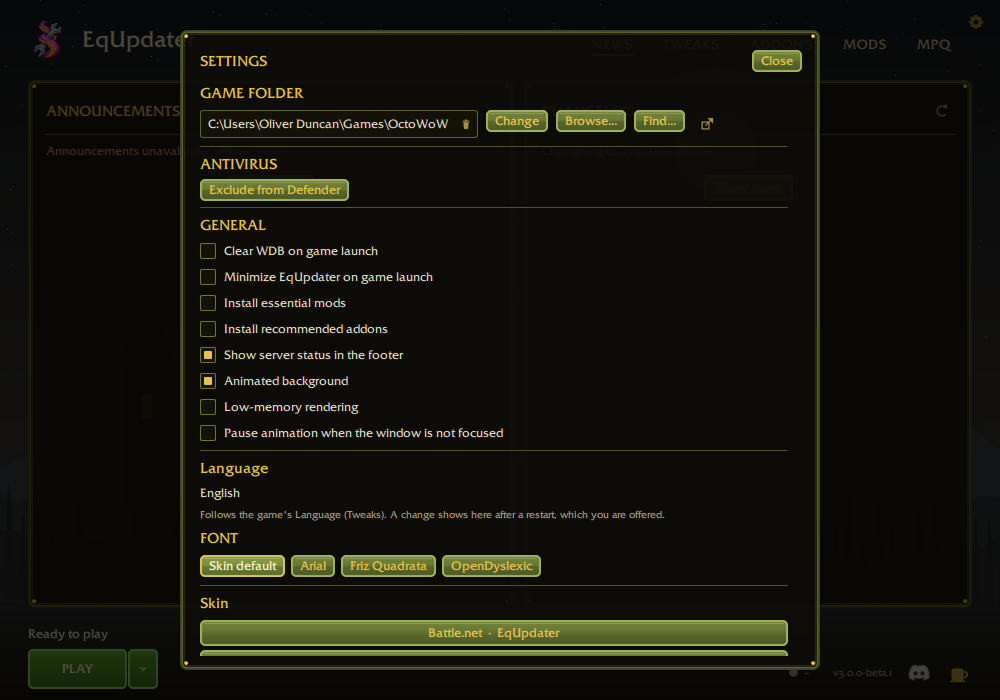 EqUpdater
NEWS
TWEAKS
ADDONS
MODS
MPQ
SETTINGS
Close
GAME FOLDER
C:\Users\Oliver Duncan\Games\OctoWoW
Change
Browse...
Find...
ANNOUNCEMENTS
Announcements unavai
ANTIVIRUS
Exclude from Defender
GENERAL
Clear WDB on game launch
Minimize EqUpdater on game launch
Install essential mods
Install recommended addons
Show server status in the footer
Animated background
Low-memory rendering
Pause animation when the window is not focused
Language
English
Follows the game's Language (Tweaks). A change shows here after a restart, which you are offered.
FONT
Skin default
Arial
Friz Quadrata
OpenDyslexic
Skin
Battle.net · EqUpdater
Ready to play
PLAY
v3.0.0-beta.1